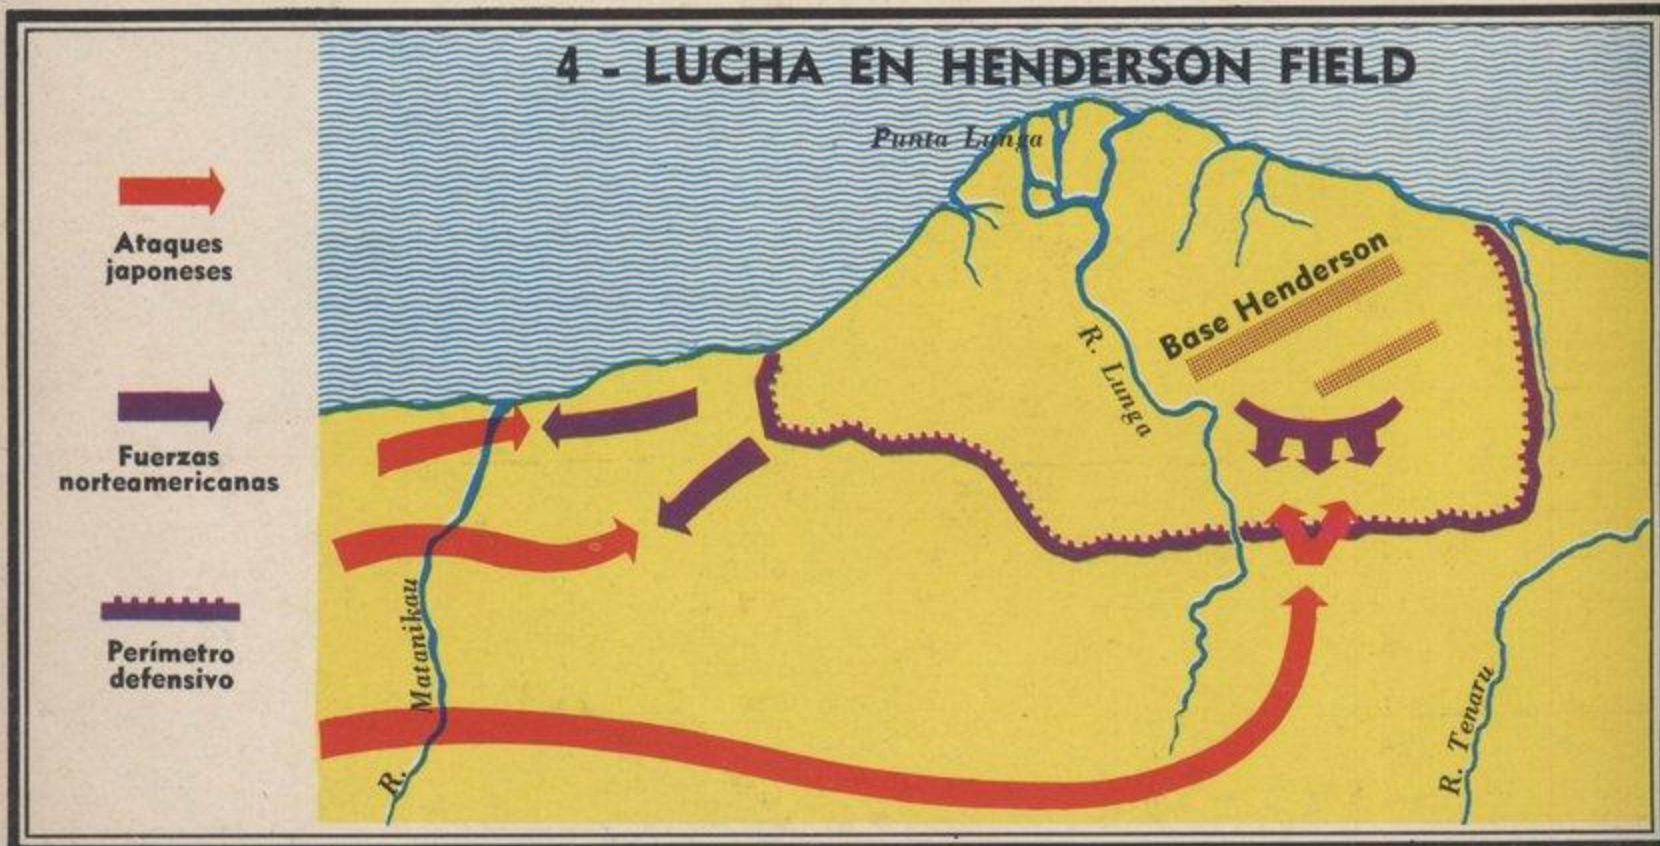 4 - LUCHA EN HENDERSON FIELD
Ataques
japoneses
Fuerzas
norteamericanas
Perímetro
defensivo
Punta Lunga
Base Henderson
R. Lunga
R. Matanikau
R. Tenaru